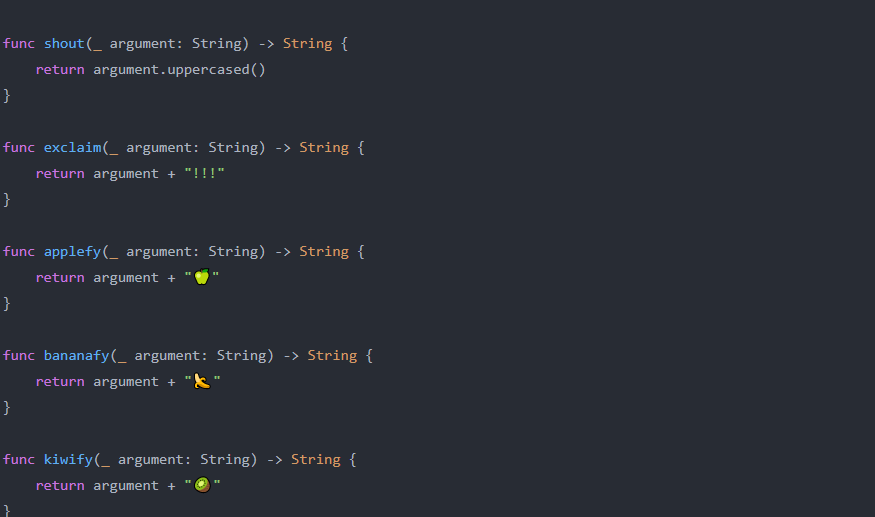 func shout(_ argument: String) -> String {
    return argument.uppercased()
}
func exclaim(_ argument: String) -> String {
    return argument + "!!!"
}
func applefy(_ argument: String) -> String {
    return argument + "🍏"
}
func bananafy(_ argument: String) -> String {
    return argument + "🍌"
}
func kiwify(_ argument: String) -> String {
    return argument + "🥝"
}